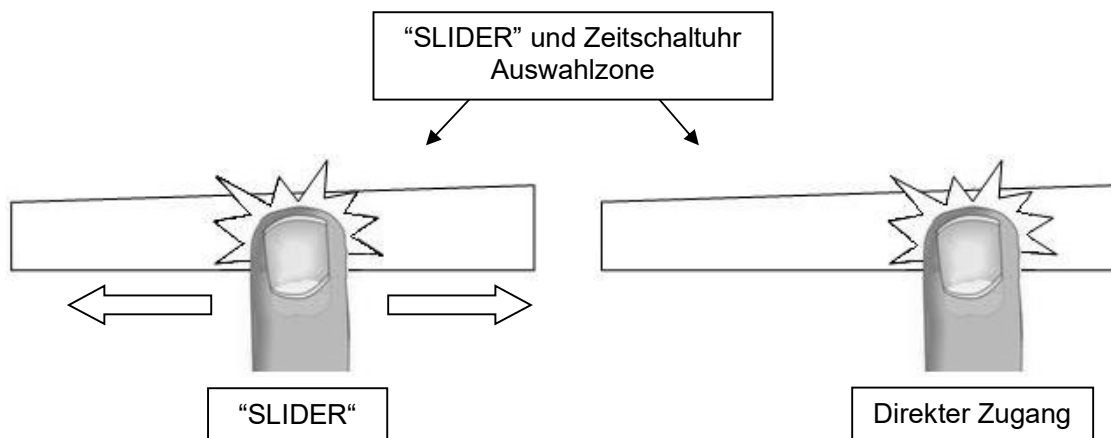 “SLIDER” und Zeitschaltuhr
Auswahlzone
“SLIDER“
Direkter Zugang